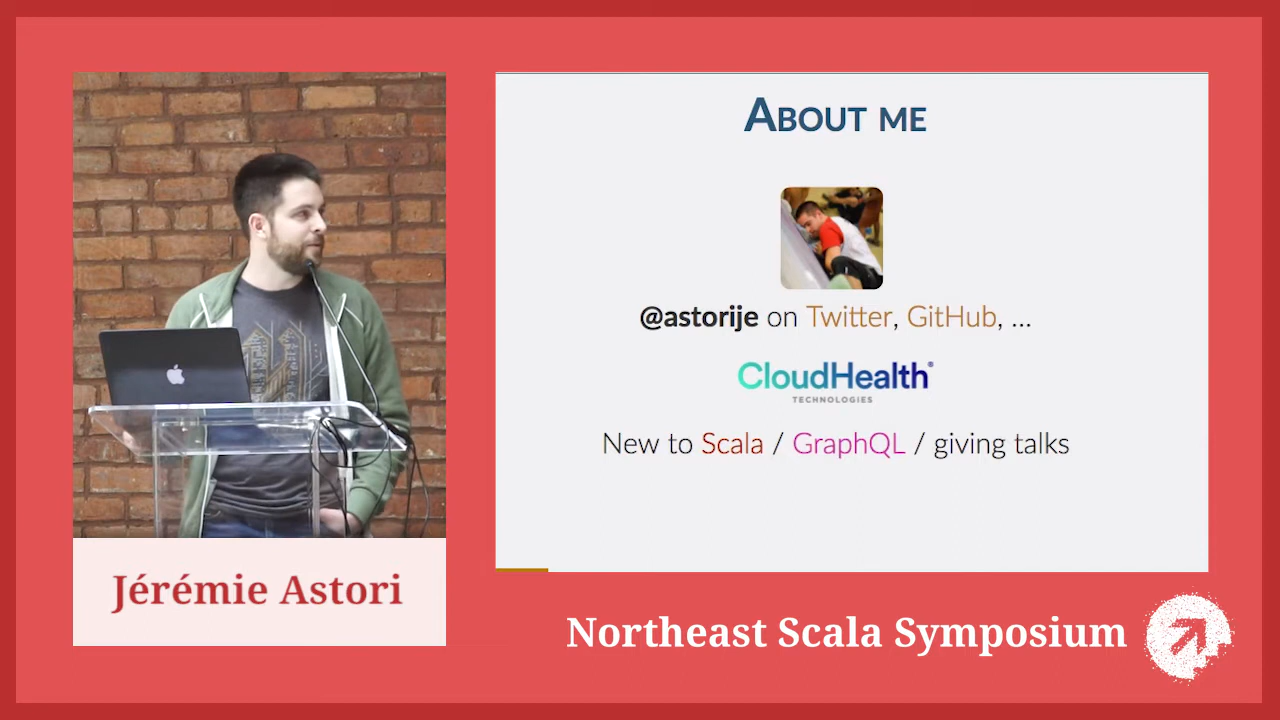 About me
@astorije on Twitter, GitHub, ...
CloudHealth®
TECHNOLOGIES
New to Scala / GraphQL / giving talks
Jérémie Astori
Northeast Scala Symposium